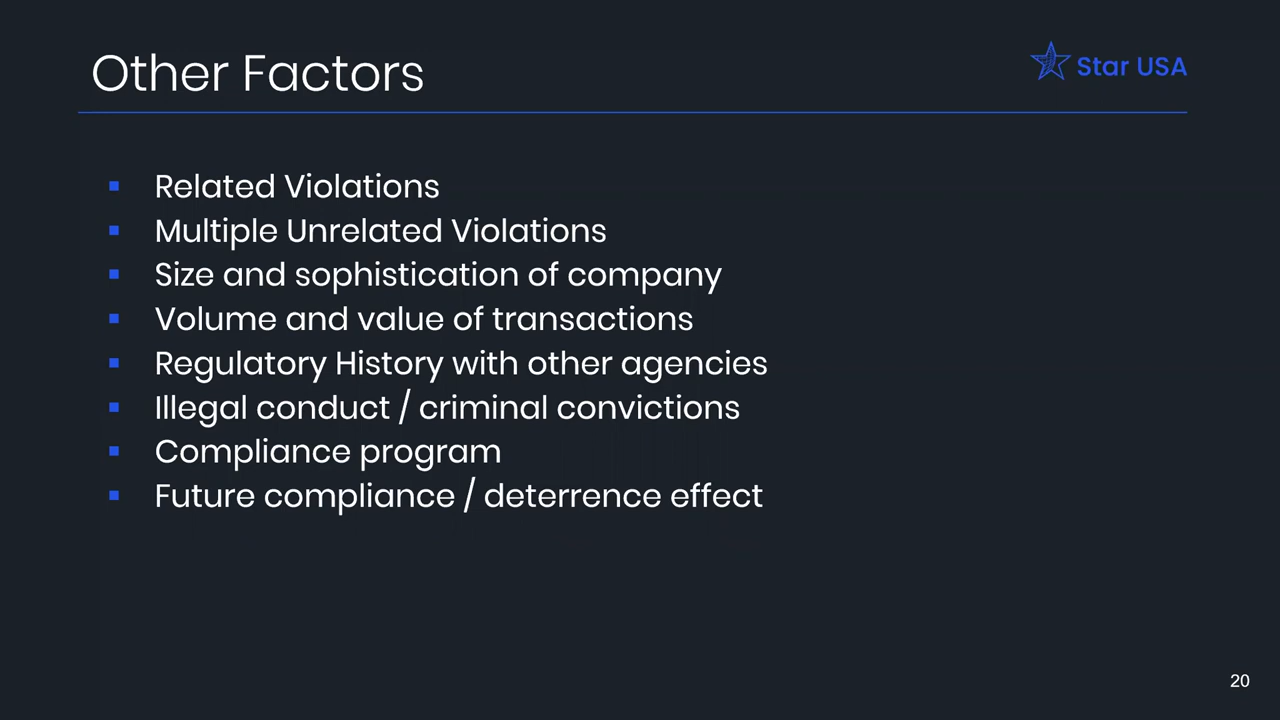 Other Factors
Star USA
Related Violations
Multiple Unrelated Violations
Size and sophistication of company
Volume and value of transactions
Regulatory History with other agencies
Illegal conduct / criminal convictions
Compliance program
Future compliance / deterrence effect
20